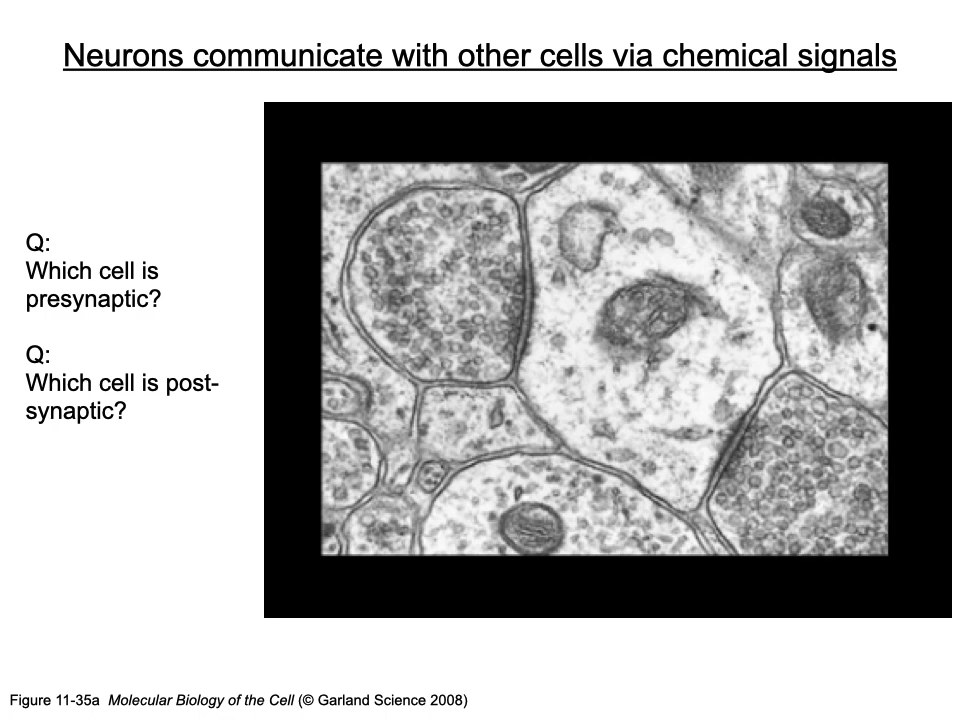 Neurons communicate with other cells via chemical signals
Q:
Which cell is
presynaptic?
Q:
Which cell is post-
synaptic?
Figure 11-35a Molecular Biology of the Cell (© Garland Science 2008)